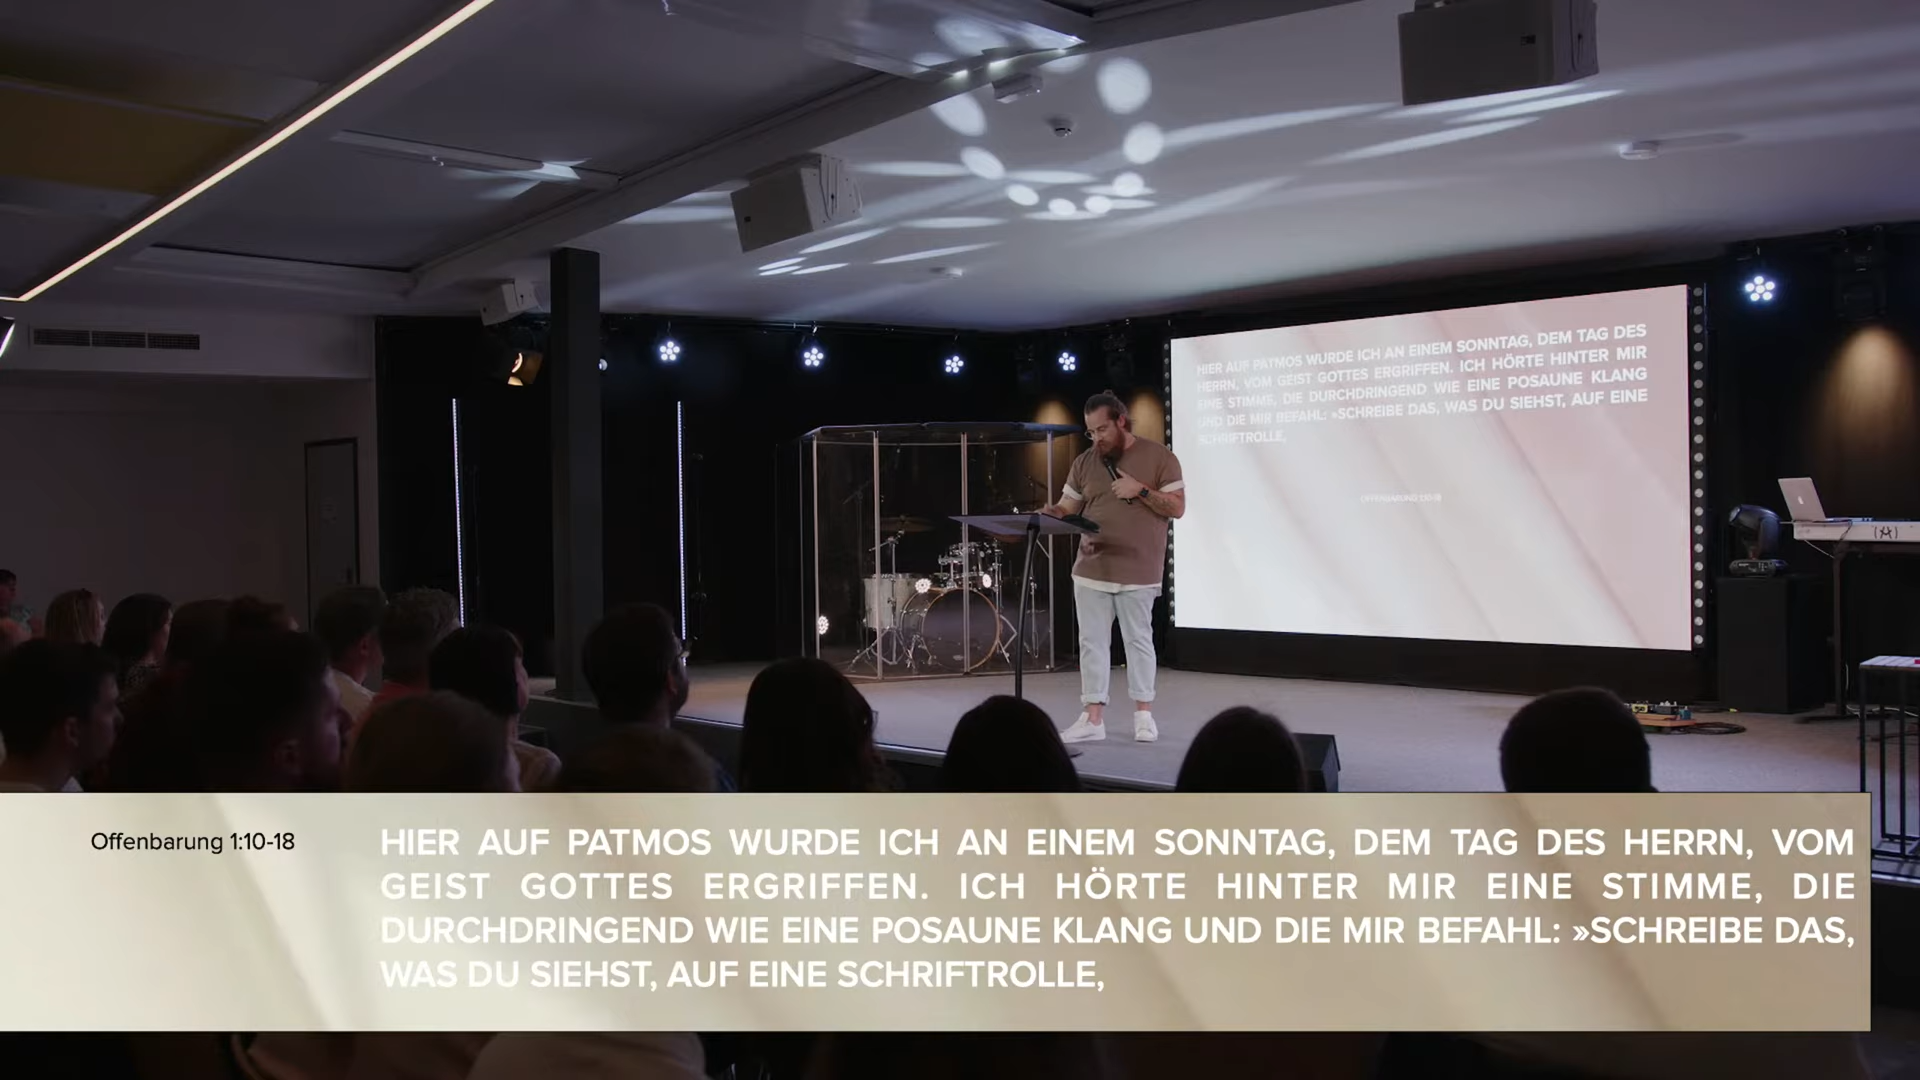 HIER AUF PATMOS WURDE ICH AN EINEM SONNTAG, DEM TAG DES
HERRN, VOM GEIST GOTTES ERGRIFFEN. ICH HÖRTE HINTER MIR
EINE STIMME, DIE DURCHDRINGEND WIE EINE POSAUNE KLANG
UND DIE MIR BEFAHL: »SCHREIBE DAS, WAS DU SIEHST, AUF EINE
SCHRIFTROLLE,
OFFENBARUNG 1:10-18
Offenbarung 1:10-18
HIER AUF PATMOS WURDE ICH AN EINEM SONNTAG, DEM TAG DES HERRN, VOM
GEIST GOTTES ERGRIFFEN. ICH HÖRTE HINTER MIR EINE STIMME, DIE
DURCHDRINGEND WIE EINE POSAUNE KLANG UND DIE MIR BEFAHL: »SCHREIBE DAS,
WAS DU SIEHST, AUF EINE SCHRIFTROLLE,